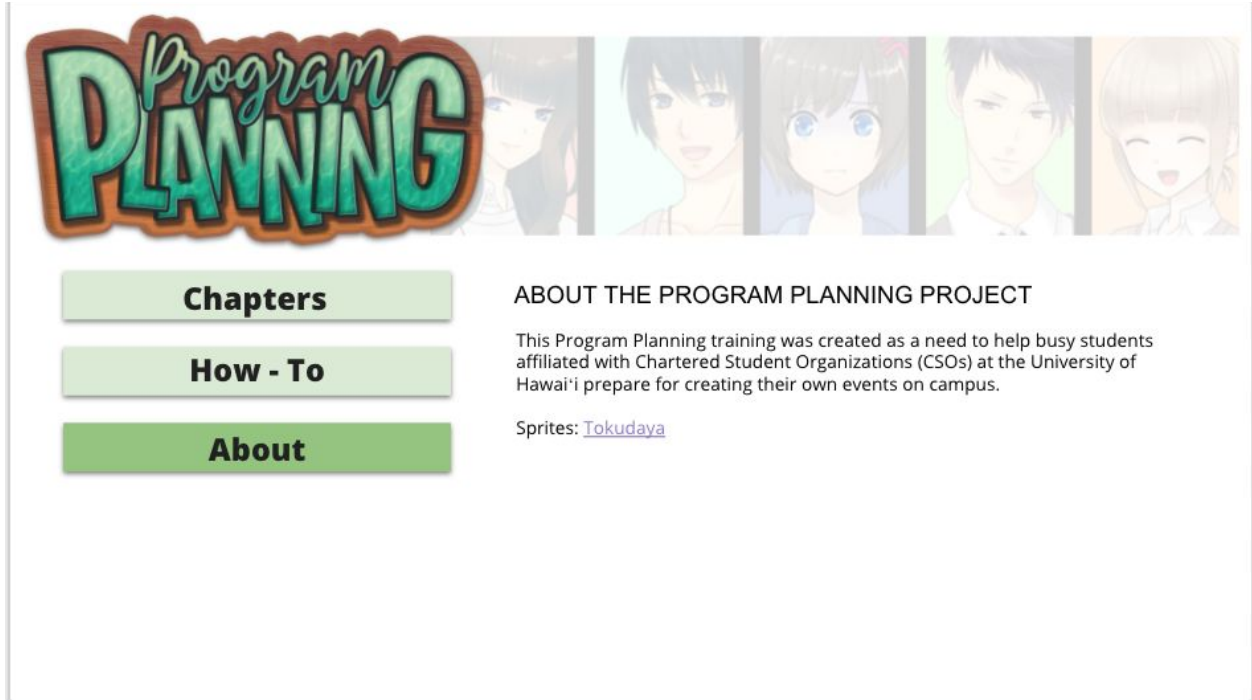 Program
PLANNING
Chapters
How - To
About
ABOUT THE PROGRAM PLANNING PROJECT
This Program Planning training was created as a need to help busy students
affiliated with Chartered Student Organizations (CSOs) at the University of
Hawaiʻi prepare for creating their own events on campus.
Sprites: Tokudaya